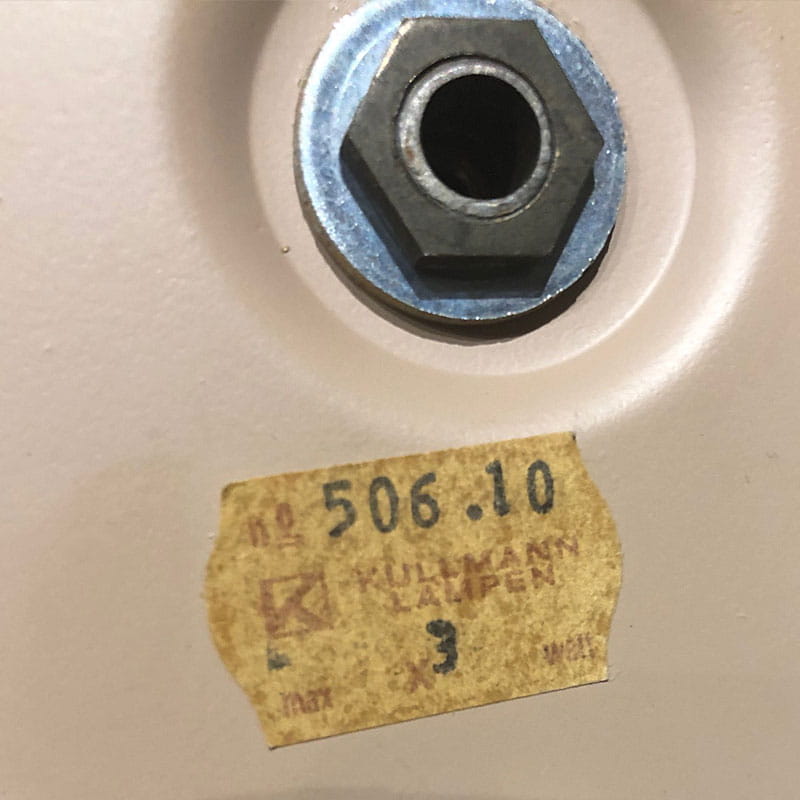 no 506.10
K KULLMANN
LAMPEN
3
max x watt